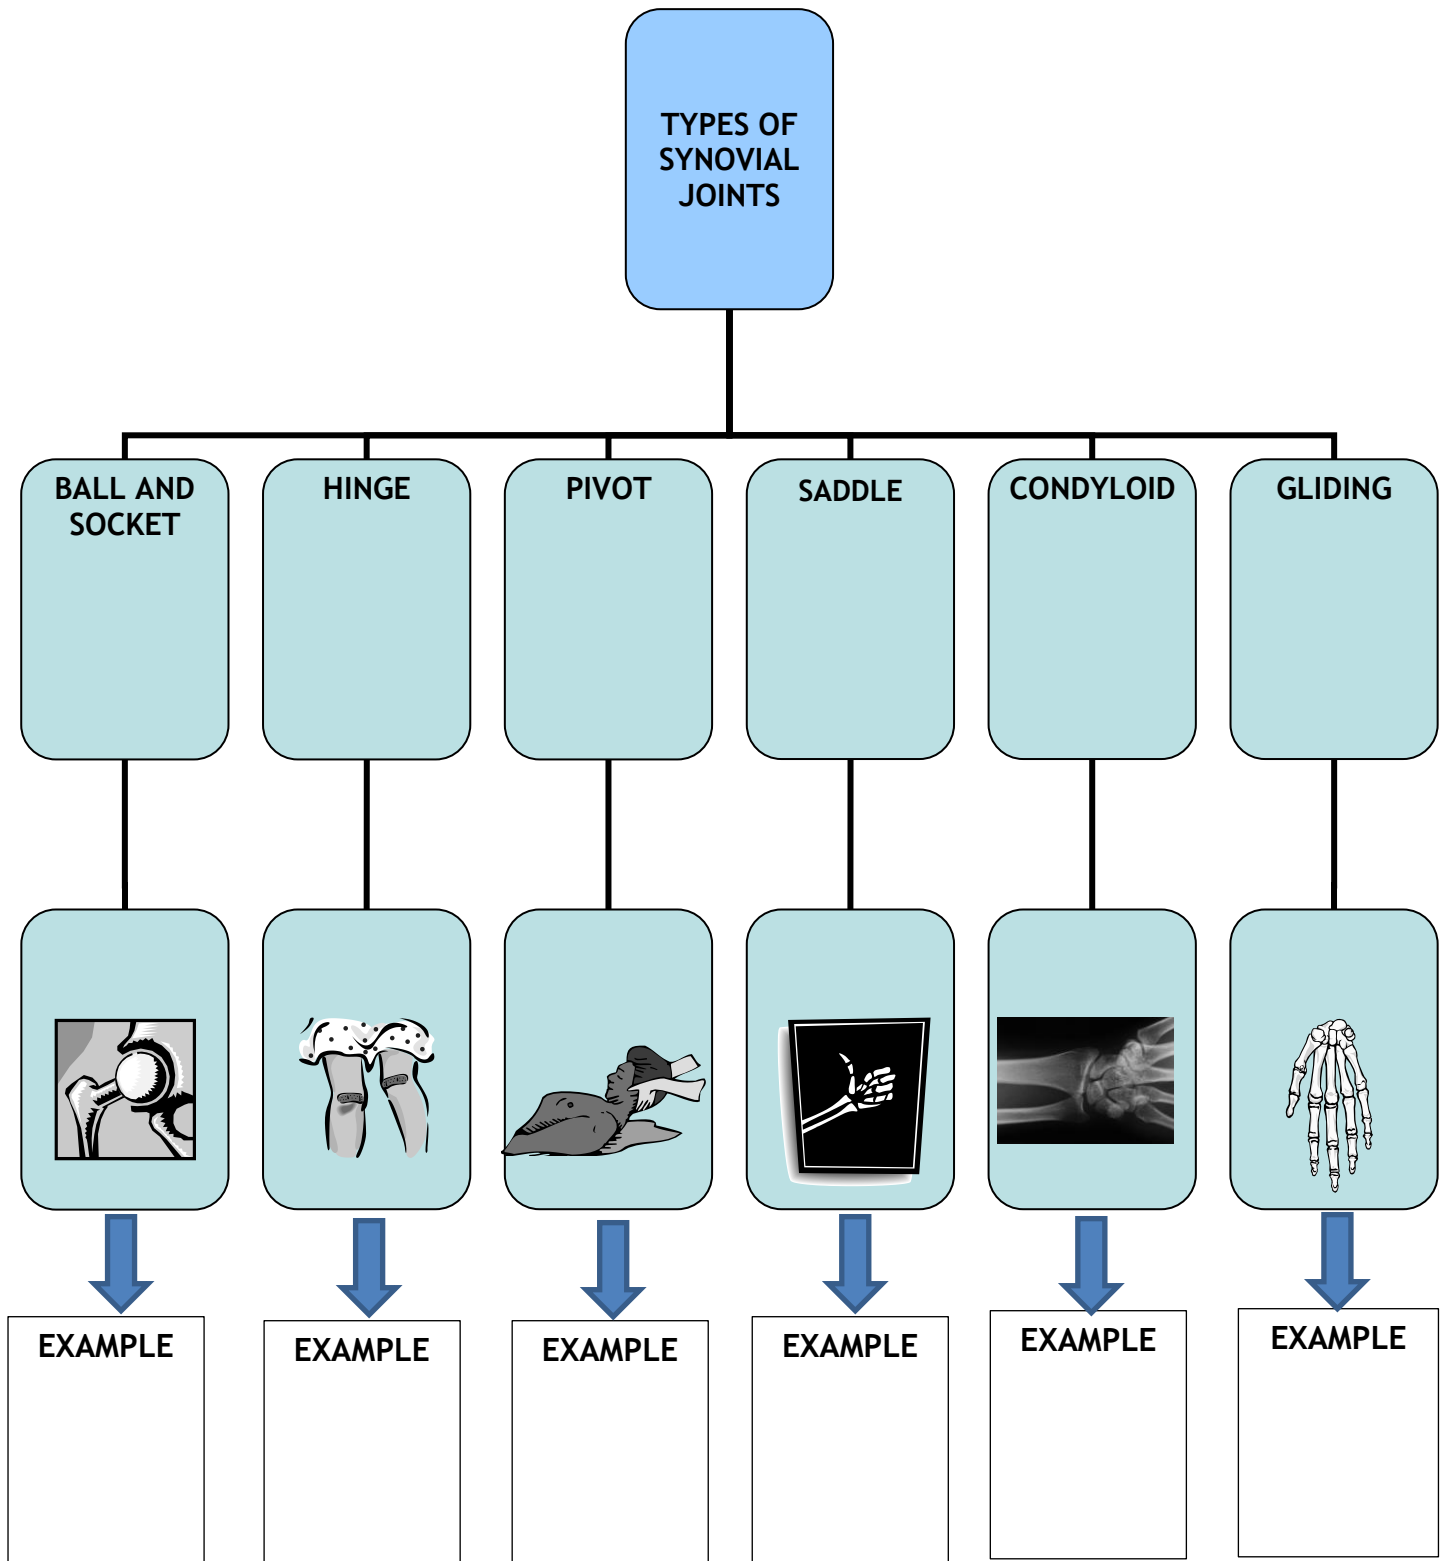 TYPES OF
SYNOVIAL
JOINTS
BALL AND
SOCKET
HINGE
PIVOT
SADDLE
CONDYLOID
GLIDING
EXAMPLE
EXAMPLE
EXAMPLE
EXAMPLE
EXAMPLE
EXAMPLE